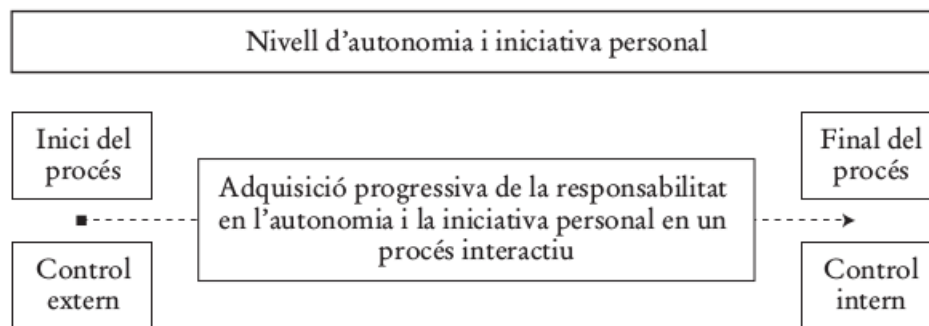 Nivell d’autonomia i iniciativa personal
Inici del
procés
Final del
procés
Adquisició progressiva de la responsabilitat
en l’autonomia i la iniciativa personal en un
procés interactiu
Control
extern
Control
intern